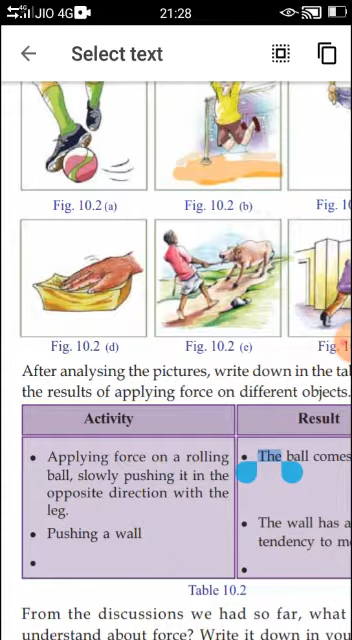 JIO 4G
21:28
Select text
Fig. 10.2 (a)
Fig. 10.2 (b)
Fig. 10.2 (d)
Fig. 10.2 (e)
After analysing the pictures, write down in the
the results of applying force on different objects.
Activity
Result
• Applying force on a rolling
ball, slowly pushing it in the
opposite direction with the
leg.
• Pushing a wall
•
• The ball comes
• The wall has a
tendency to
•
Table 10.2
From the discussions we had so far, what
understand about force? Write it down in